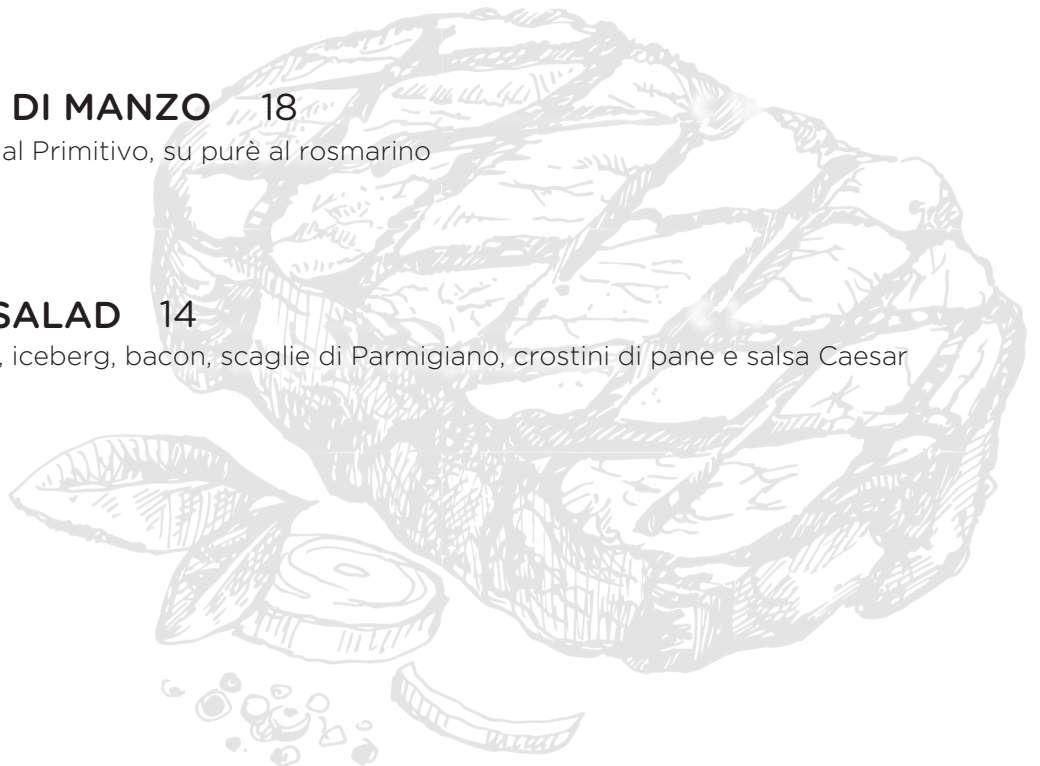 DI MANZO 18
al Primitivo, su purè al rosmarino
SALAD 14
, iceberg, bacon, scaglie di Parmigiano, crostini di pane e salsa Caesar